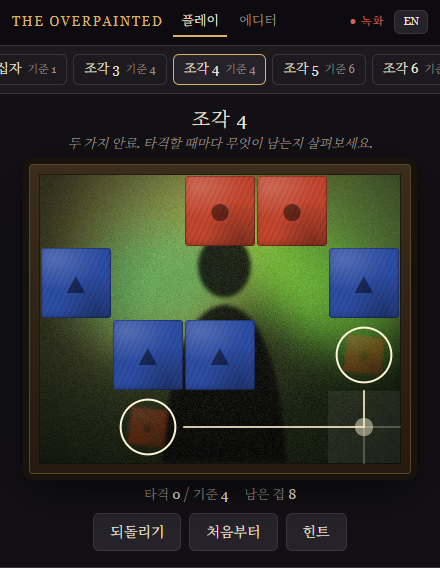 THE OVERPAINTED 플레이 에디터 녹화 EN
집자 기준 1 조각 3 기준 4 조각 4 기준 4 조각 5 기준 6 조각 6 기준
조각 4
두 가지 안료. 타격할 때마다 무엇이 남는지 살펴보세요.
타격 0 / 기준 4 남은 겹 8
되돌리기 처음부터 힌트